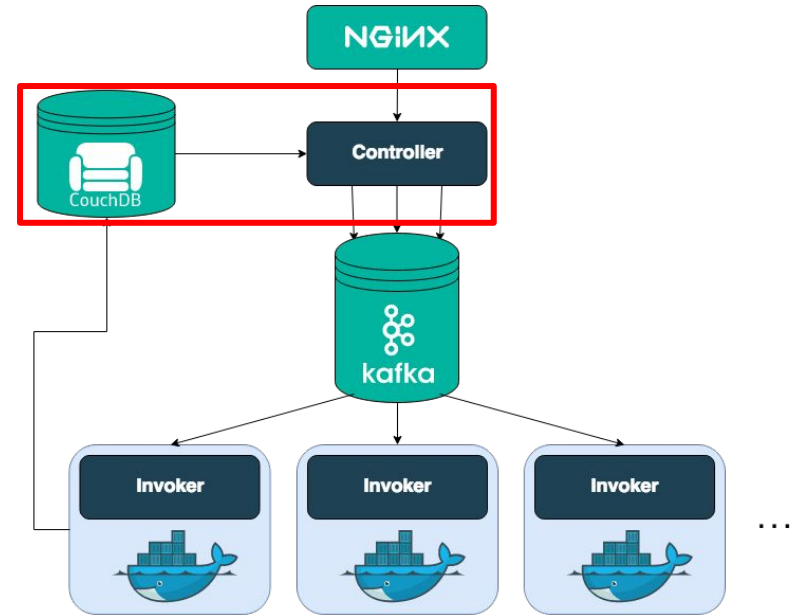 NGINX
Controller
CouchDB
kafka
Invoker
Invoker
Invoker
...